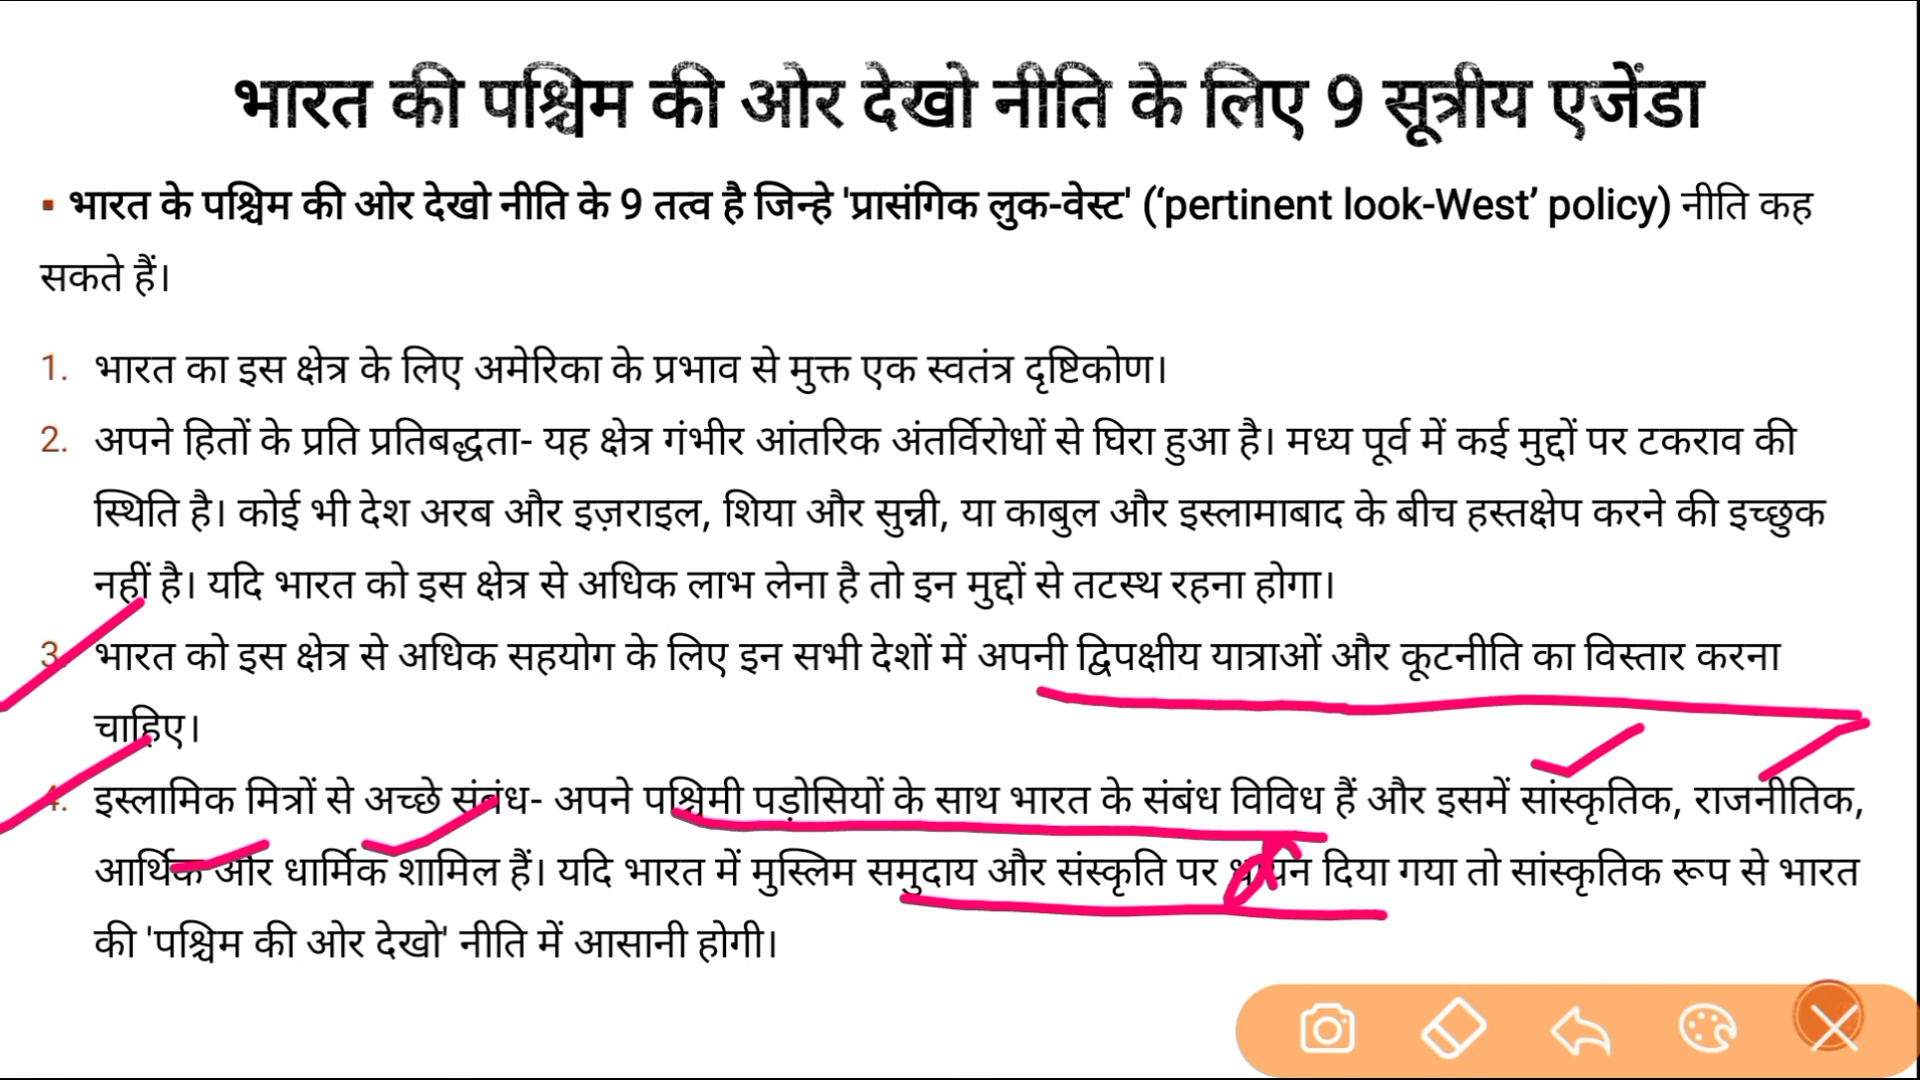 भारत की पश्चिम की ओर देखो नीति के लिए 9 सूत्रीय एजेंडा
▪ भारत के पश्चिम की ओर देखो नीति के 9 तत्व है जिन्हे 'प्रासंगिक लुक-वेस्ट' (‘pertinent look-West’ policy) नीति कह
सकते हैं।
1. भारत का इस क्षेत्र के लिए अमेरिका के प्रभाव से मुक्त एक स्वतंत्र दृष्टिकोण।
2. अपने हितों के प्रति प्रतिबद्धता- यह क्षेत्र गंभीर आंतरिक अंतर्विरोधों से घिरा हुआ है। मध्य पूर्व में कई मुद्दों पर टकराव की
स्थिति है। कोई भी देश अरब और इज़राइल, शिया और सुन्नी, या काबुल और इस्लामाबाद के बीच हस्तक्षेप करने की इच्छुक
नहीं है। यदि भारत को इस क्षेत्र से अधिक लाभ लेना है तो इन मुद्दों से तटस्थ रहना होगा।
3. भारत को इस क्षेत्र से अधिक सहयोग के लिए इन सभी देशों में अपनी द्विपक्षीय यात्राओं और कूटनीति का विस्तार करना
चाहिए।
4. इस्लामिक मित्रों से अच्छे संबंध- अपने पश्चिमी पड़ोसियों के साथ भारत के संबंध विविध हैं और इसमें सांस्कृतिक, राजनीतिक,
आर्थिक और धार्मिक शामिल हैं। यदि भारत में मुस्लिम समुदाय और संस्कृति पर ध्यान दिया गया तो सांस्कृतिक रूप से भारत
की 'पश्चिम की ओर देखो' नीति में आसानी होगी।